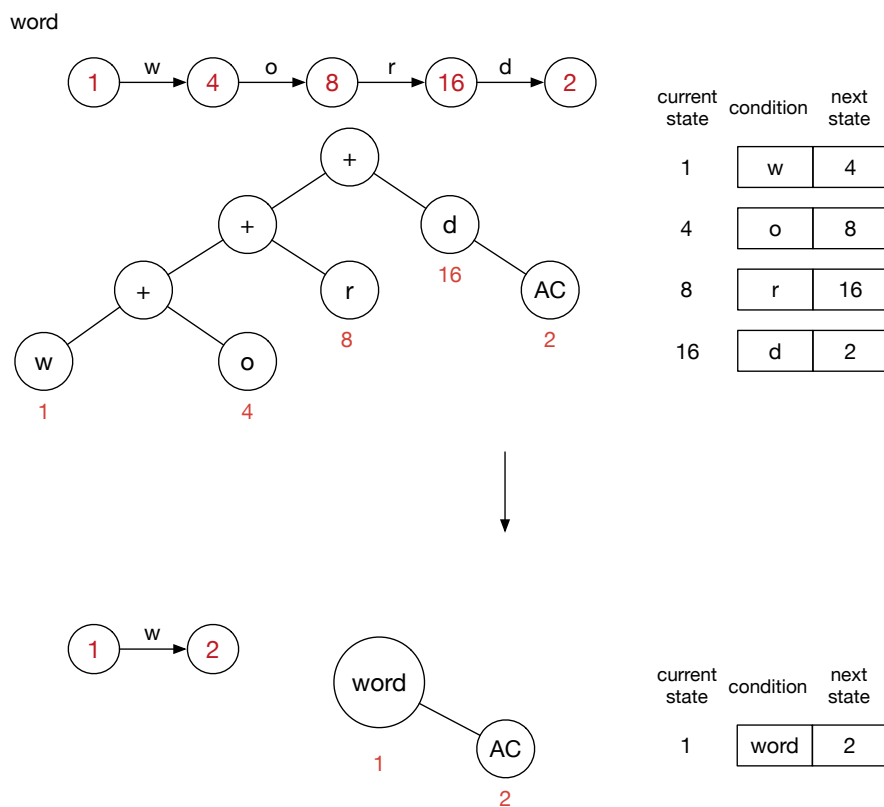 word
w o r d
1 4 8 16 2
current state condition next state
1 w 4
4 o 8
8 r 16
16 d 2
+
+ d
16
+ r AC
8 2
w o
1 4
w
1 2
word
AC
1
2
current state condition next state
1 word 2